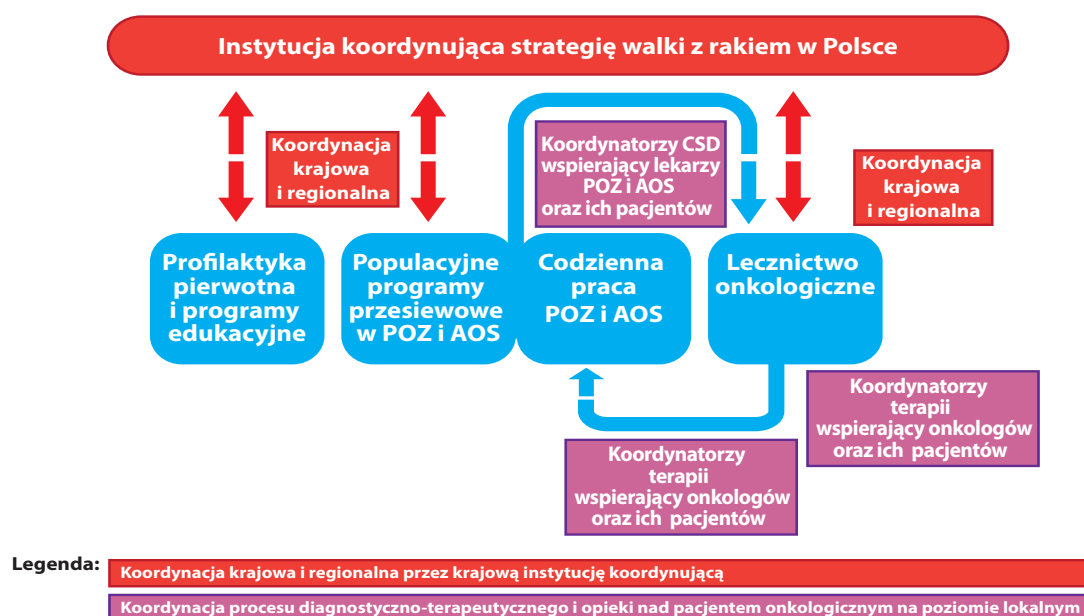 Instytucja koordynująca strategię walki z rakiem w Polsce
Koordynacja
krajowa
i regionalna
Koordynatorzy CSD
wspierający lekarzy
POZ i AOS
oraz ich pacjentów
Koordynacja
krajowa
i regionalna
Profilaktyka
pierwotna
i programy
edukacyjne
Populacyjne
programy
przesiewowe
w POZ i AOS
Codzienna
praca
POZ i AOS
Lecznictwo
onkologiczne
Koordynatorzy
terapii
wspierający onkologów
oraz ich pacjentów
Koordynatorzy
terapii
wspierający onkologów
oraz ich pacjentów
Legenda:
Koordynacja krajowa i regionalna przez krajową instytucję koordynującą
Koordynacja procesu diagnostyczno-terapeutycznego i opieki nad pacjentem onkologicznym na poziomie lokalnym